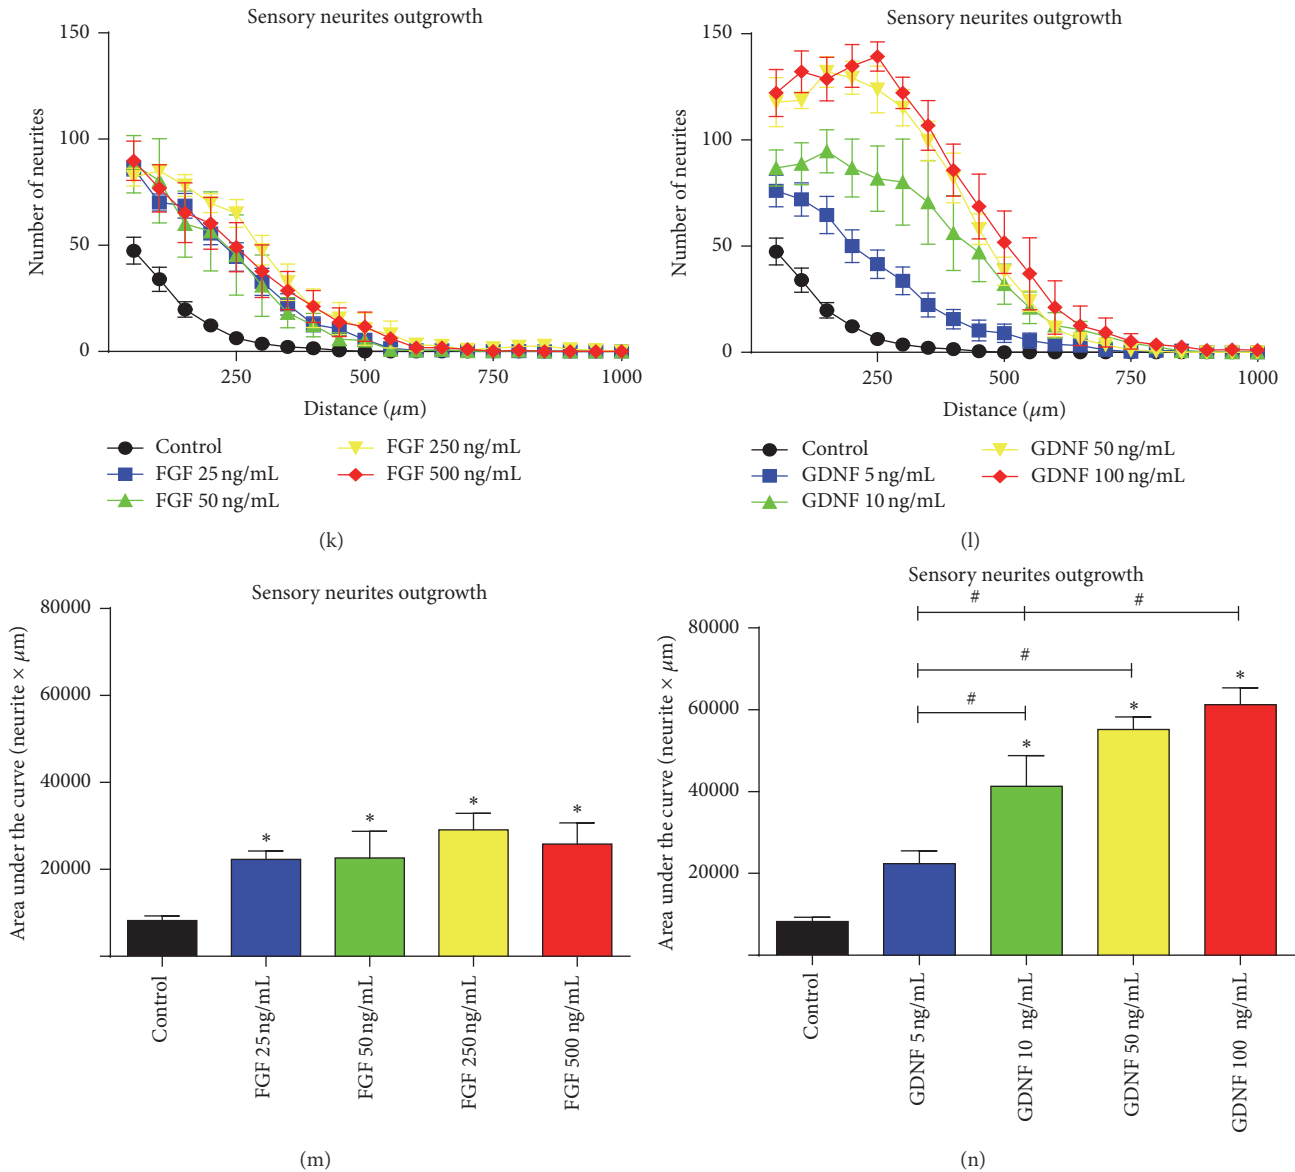 Sensory neurites outgrowth
150
100
50
0
Number of neurites
250
500
750
1000
Distance (μm)
Control
FGF 25 ng/mL
FGF 50 ng/mL
FGF 250 ng/mL
FGF 500 ng/mL
(k)
Sensory neurites outgrowth
150
100
50
0
Number of neurites
250
500
750
1000
Distance (μm)
Control
GDNF 5 ng/mL
GDNF 10 ng/mL
GDNF 50 ng/mL
GDNF 100 ng/mL
(l)
Sensory neurites outgrowth
80000
60000
40000
20000
Area under the curve (neurite × μm)
*
*
*
*
Control
FGF 25 ng/mL
FGF 50 ng/mL
FGF 250 ng/mL
FGF 500 ng/mL
(m)
Sensory neurites outgrowth
#
#
#
#
80000
60000
40000
20000
0
Area under the curve (neurite × μm)
*
*
*
Control
GDNF 5 ng/mL
GDNF 10 ng/mL
GDNF 50 ng/mL
GDNF 100 ng/mL
(n)